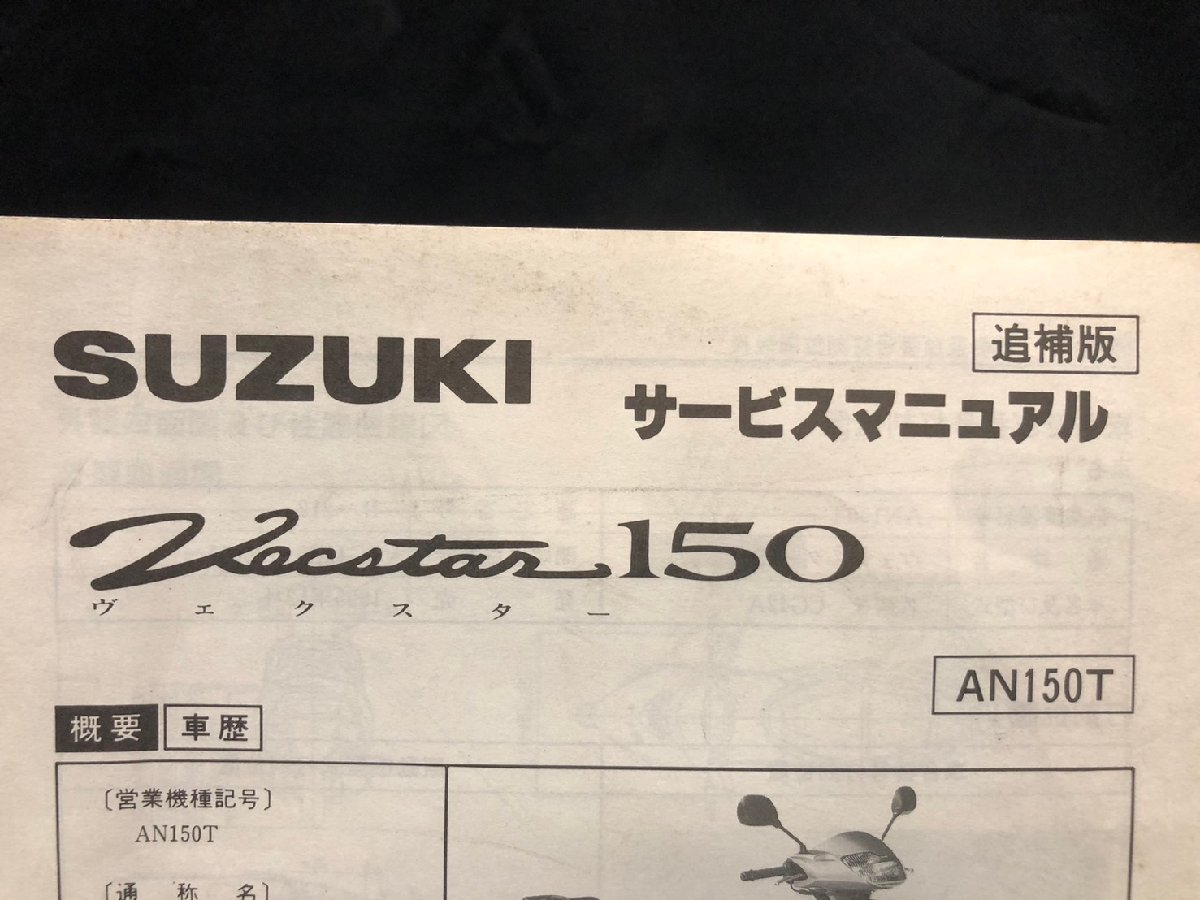 追補版
SUZUKI
サービスマニュアル
Vecstar 150
ヴェクスター
AN150T
概要 車歴
〔営業機種記号〕
AN150T
〔通称名〕